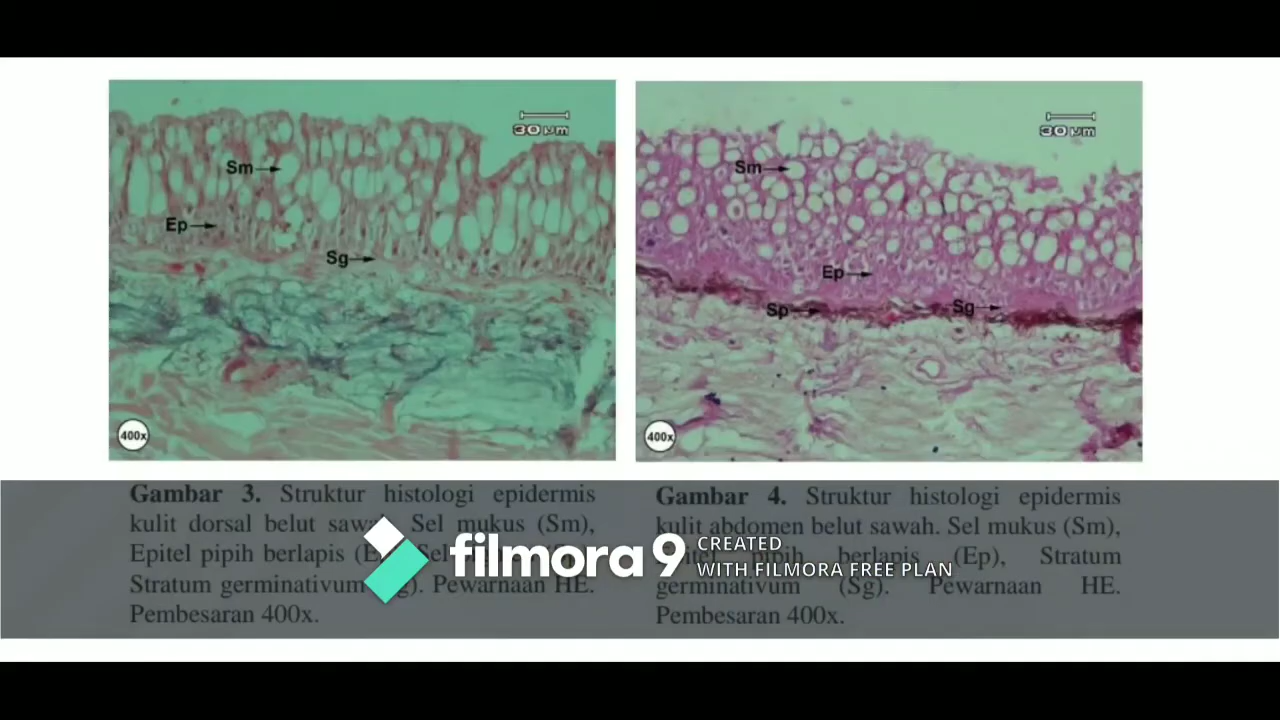 30 µm
Sm
Ep
Sg
400x
30 µm
Sm
Ep
Sp
Sg
400x
Gambar 3. Struktur histologi epidermis
kulit dorsal belut sawah. Sel mukus (Sm),
Epitel pipih berlapis
Stratum germinativum Pewarnaan HE.
Pembesaran 400x.
Gambar 4. Struktur histologi epidermis
kulit abdomen belut sawah. Sel mukus (Sm),
pipih berlapis (Ep), Stratum
germinativum (Sg). Pewarnaan HE.
Pembesaran 400x.
filmora9
CREATED
WITH FILMORA FREE PLAN